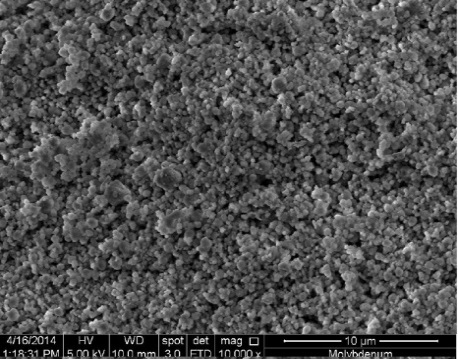 4/16/2014 HV WD spot det mag □ 10 µm
1:18:31 PM 5.00 kV 10.0 mm 3.0 ETD 10,000 x Molybdenum